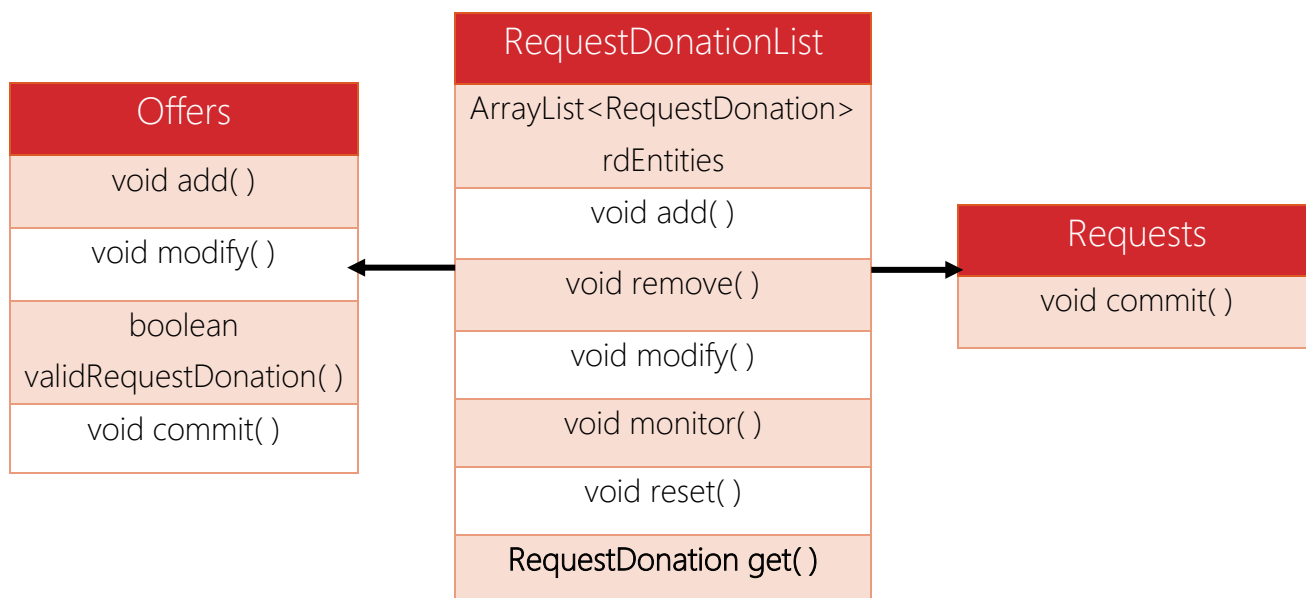 Offers
void add( )
void modify( )
boolean
validRequestDonation( )
void commit( )
RequestDonationList
ArrayList<RequestDonation>
rdEntities
void add( )
void remove( )
void modify( )
void monitor( )
void reset( )
RequestDonation get( )
Requests
void commit( )